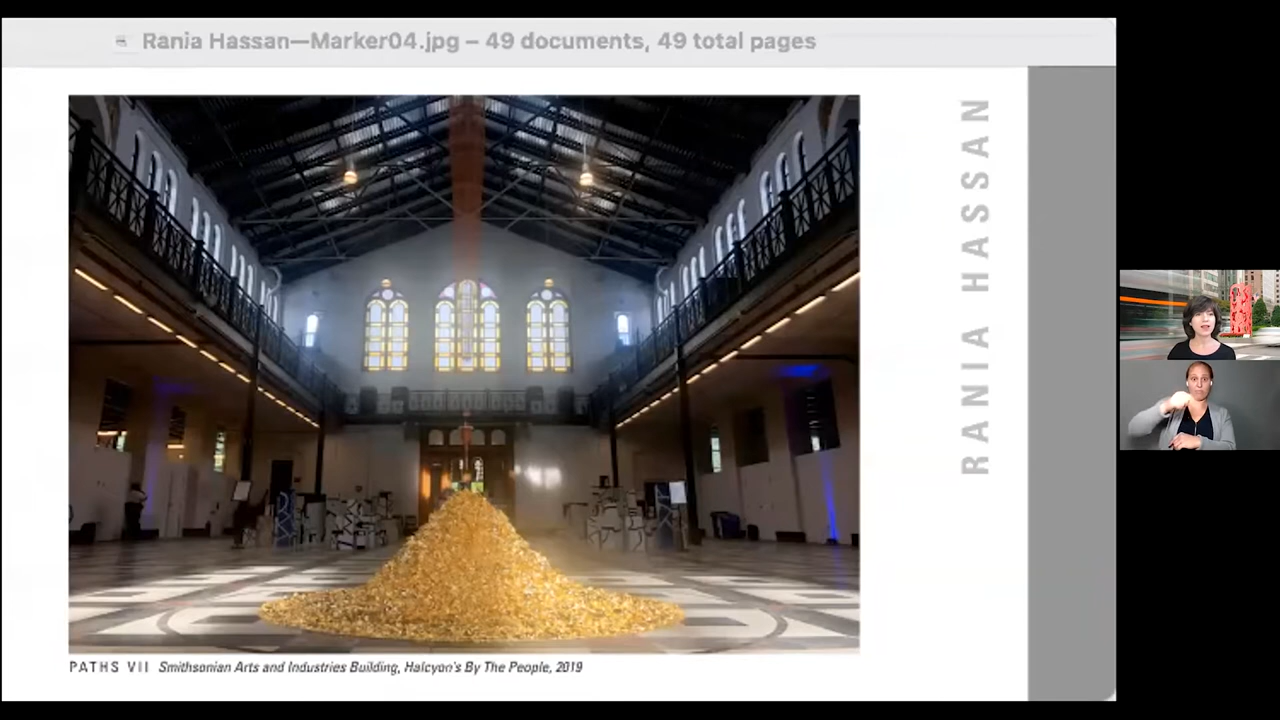 Rania Hassan—Marker04.jpg – 49 documents, 49 total pages
RANIA HASSAN
PATHS VII Smithsonian Arts and Industries Building, Halcyon's By The People, 2019